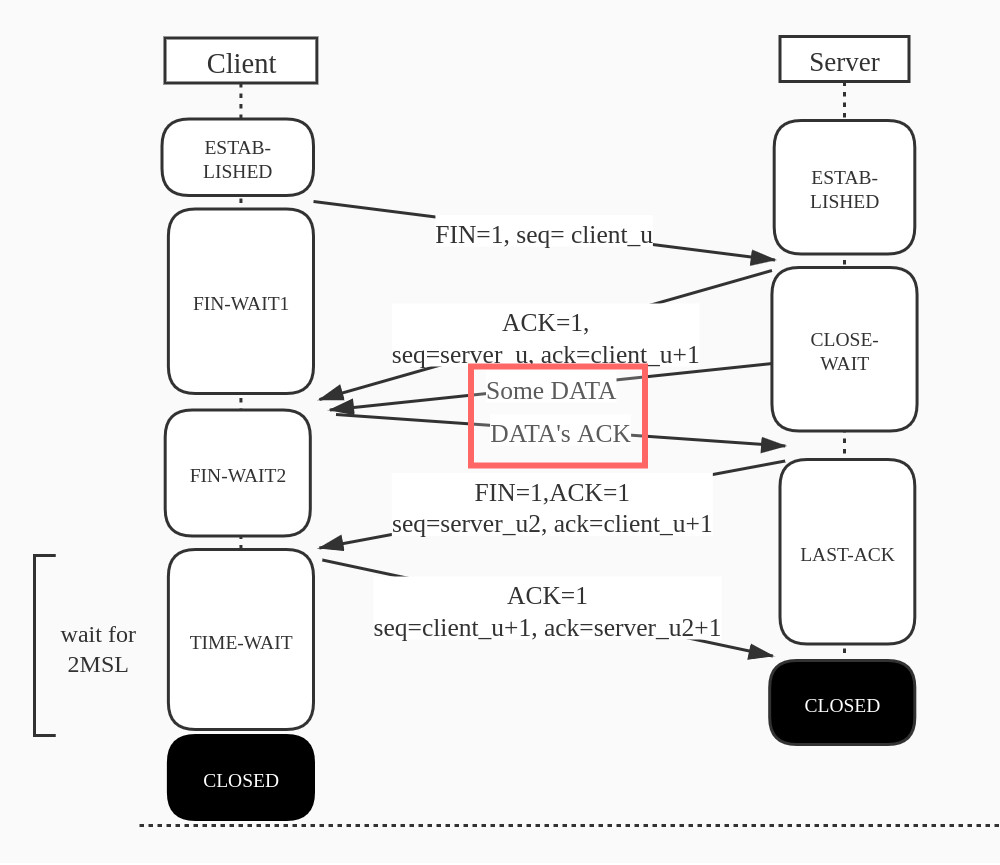 Client
Server
ESTAB-
LISHED
ESTAB-
LISHED
FIN=1, seq= client_u
FIN-WAIT1
ACK=1,
seq=server_u, ack=client_u+1
CLOSE-
WAIT
Some DATA
DATA's ACK
FIN-WAIT2
FIN=1,ACK=1
seq=server_u2, ack=client_u+1
LAST-ACK
ACK=1
seq=client_u+1, ack=server_u2+1
wait for
2MSL
TIME-WAIT
CLOSED
CLOSED